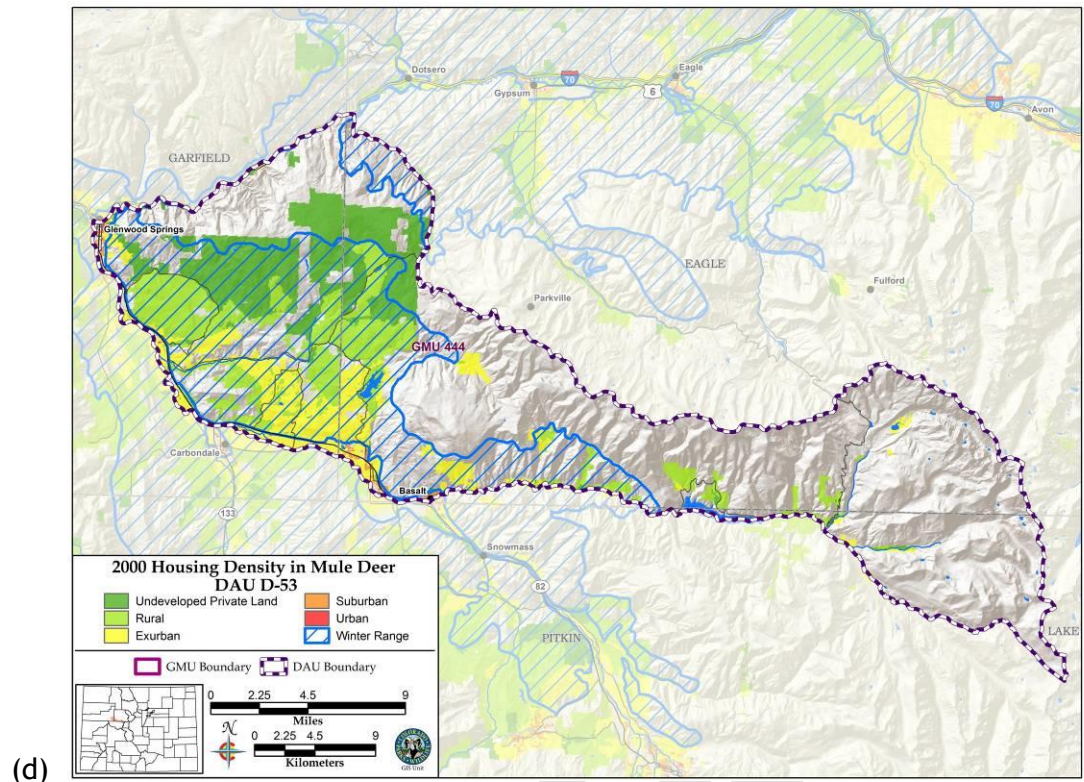 Dotsero
Eagle
70
Gypsum
6
70
Avon
GARFIELD
Glenwood Springs
EAGLE
Fulford
Parkville
GMU 444
Carbondale
Basalt
133
Snowmass
82
PITKIN
LAKE
2000 Housing Density in Mule Deer
DAU D-53
Undeveloped Private Land
Suburban
Rural
Urban
Exurban
Winter Range
GMU Boundary
DAU Boundary
0 2.25 4.5 9
Miles
N
0 2.25 4.5 9
Kilometers
GIS Unit
(d)